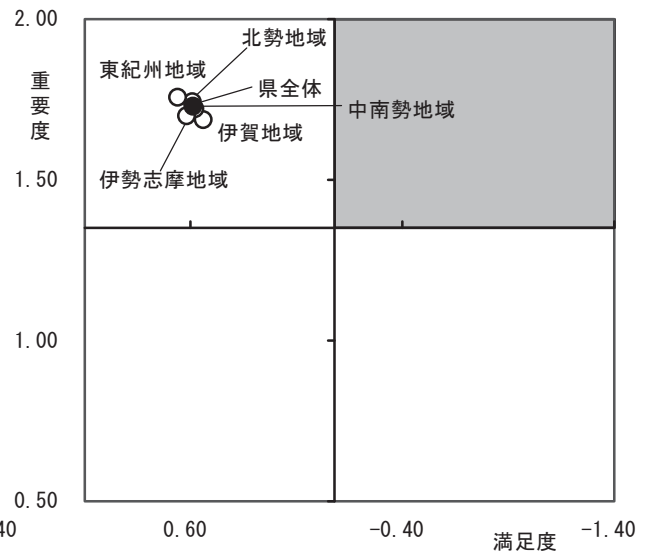 2.00
北勢地域
重要度
東紀州地域
県全体
中南勢地域
伊賀地域
1.50
伊勢志摩地域
1.00
0.50
40
0.60
-0.40
-1.40
満足度